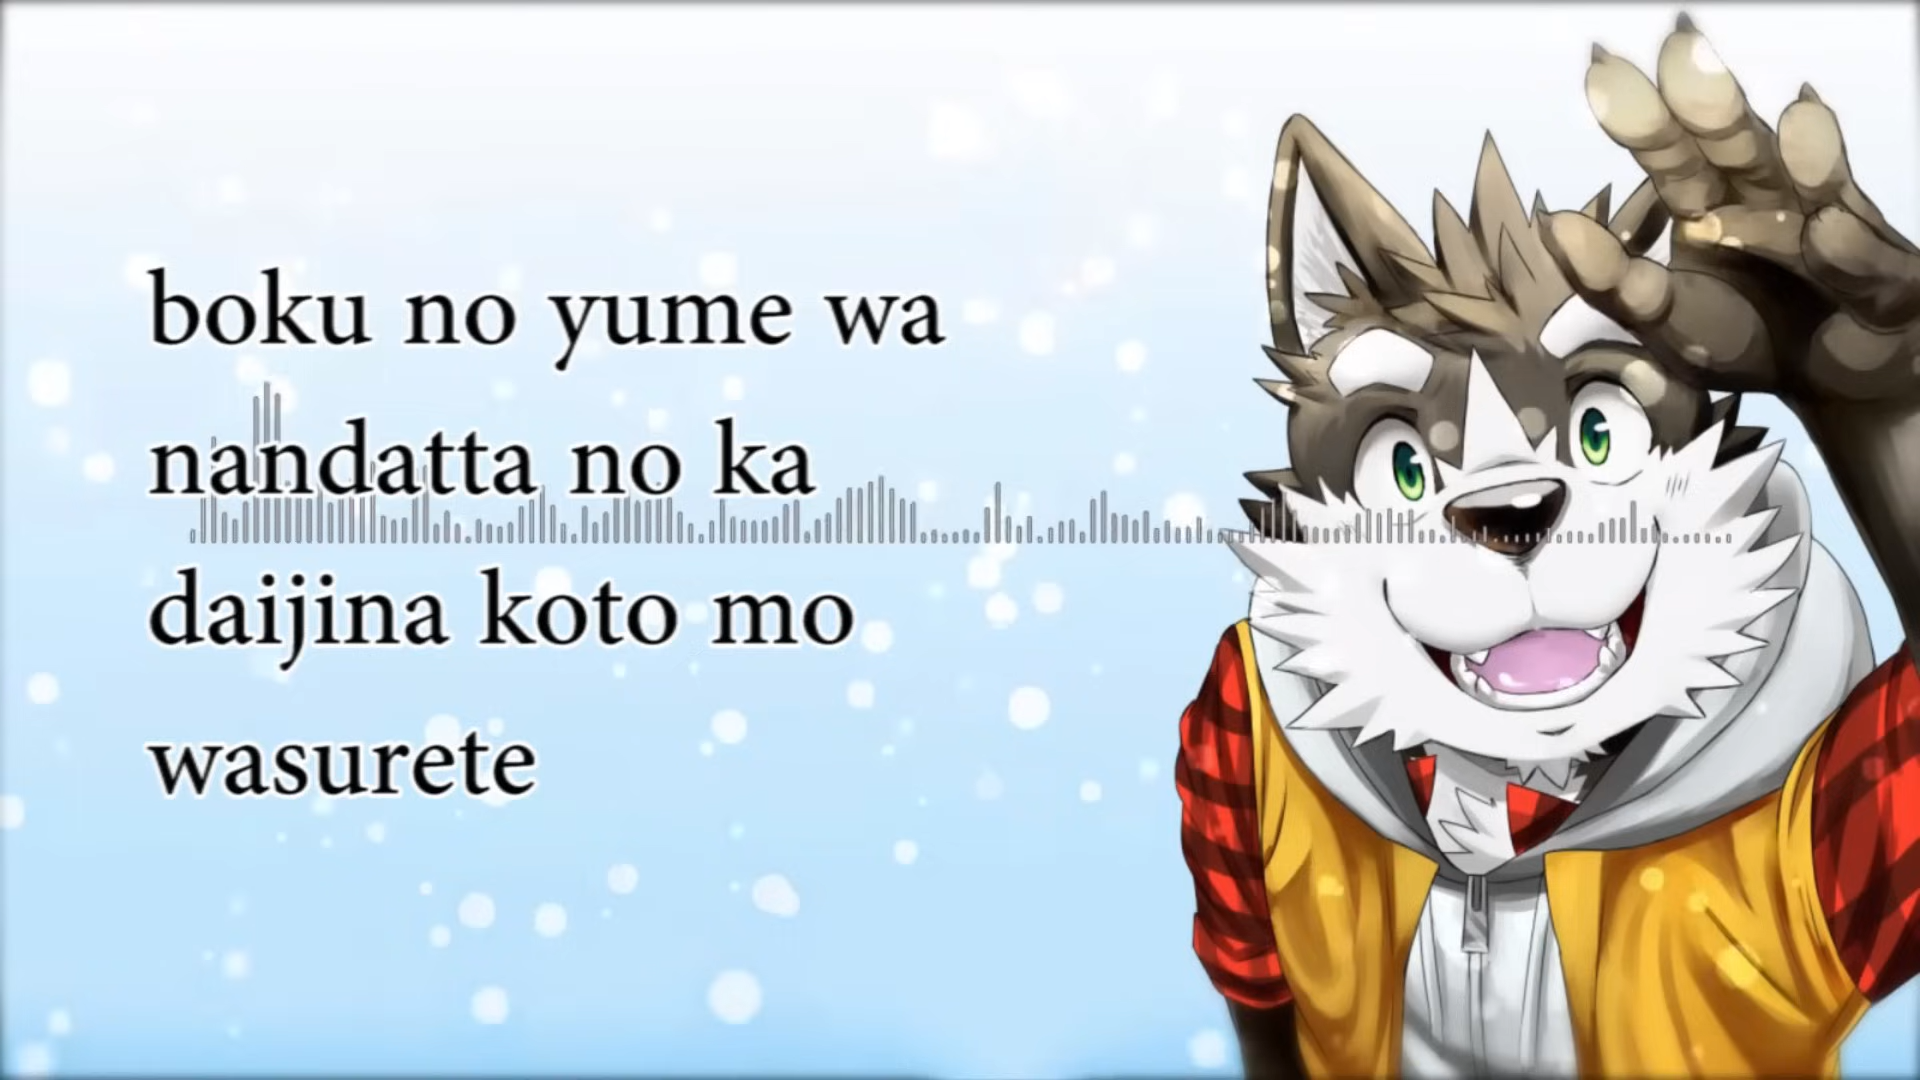 boku no yume wa
nandatta no ka
daijina koto mo
wasurete